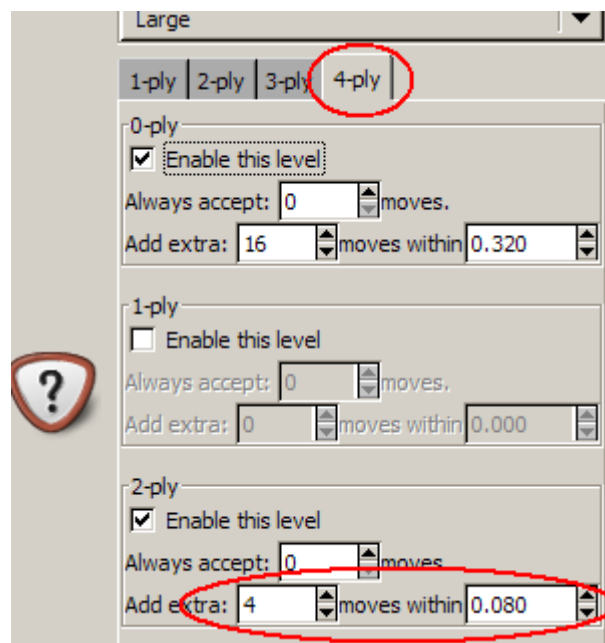 Large
1-ply 2-ply 3-ply 4-ply
0-ply
Enable this level
Always accept: 0 moves.
Add extra: 16 moves within 0.320
1-ply
Enable this level
Always accept: 0 moves.
Add extra: 0 moves within 0.000
?
2-ply
Enable this level
Always accept: 0 moves.
Add extra: 4 moves within 0.080